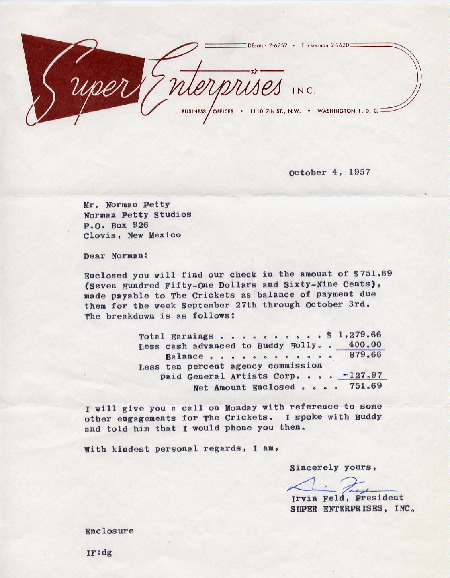 Super Enterprises INC.
BUSINESS OFFICES • 1110 7th ST., N.W. • WASHINGTON 1, D. C.
October 4, 1957
Mr. Norman Petty
Norman Petty Studios
P.O. Box 926
Clovis, New Mexico
Dear Norman:
Enclosed you will find our check in the amount of $751.69
(Seven Hundred Fifty-One Dollars and Sixty-Nine Cents),
made payable to The Crickets as balance of payment due
them for the week September 27th through October 3rd.
The breakdown is as follows:
Total Earnings . . . . . . . . . . . $ 1,279.66
Less cash advanced to Buddy Holly. . 400.00
Balance . . . . . . . . . . . . 879.66
Less ten percent agency commission
paid General Artists Corp. . . . -127.97
Net Amount Enclosed . . . . 751.69
I will give you a call on Monday with reference to some
other engagements for The Crickets. I spoke with Buddy
and told him that I would phone you then.
With kindest personal regards, I am,
Sincerely yours,
Irvin Feld, President
SUPER ENTERPRISES, INC.
Enclosure
IF:dg